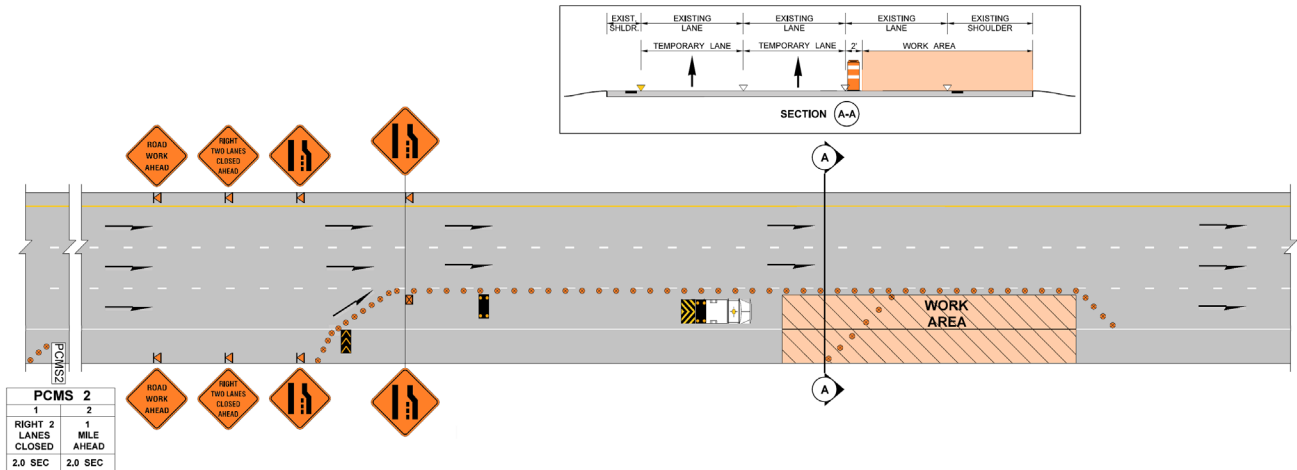 EXIST. EXISTING EXISTING EXISTING EXISTING
SHLDR. LANE LANE LANE SHOULDER
TEMPORARY LANE TEMPORARY LANE 2' WORK AREA
SECTION A-A
ROAD
WORK
AHEAD
RIGHT
TWO LANES
CLOSED
AHEAD
A
WORK
AREA
PCMS2
ROAD
WORK
AHEAD
RIGHT
TWO LANES
CLOSED
AHEAD
A
PCMS 2
1 2
RIGHT 2 1
LANES MILE
CLOSED AHEAD
2.0 SEC 2.0 SEC